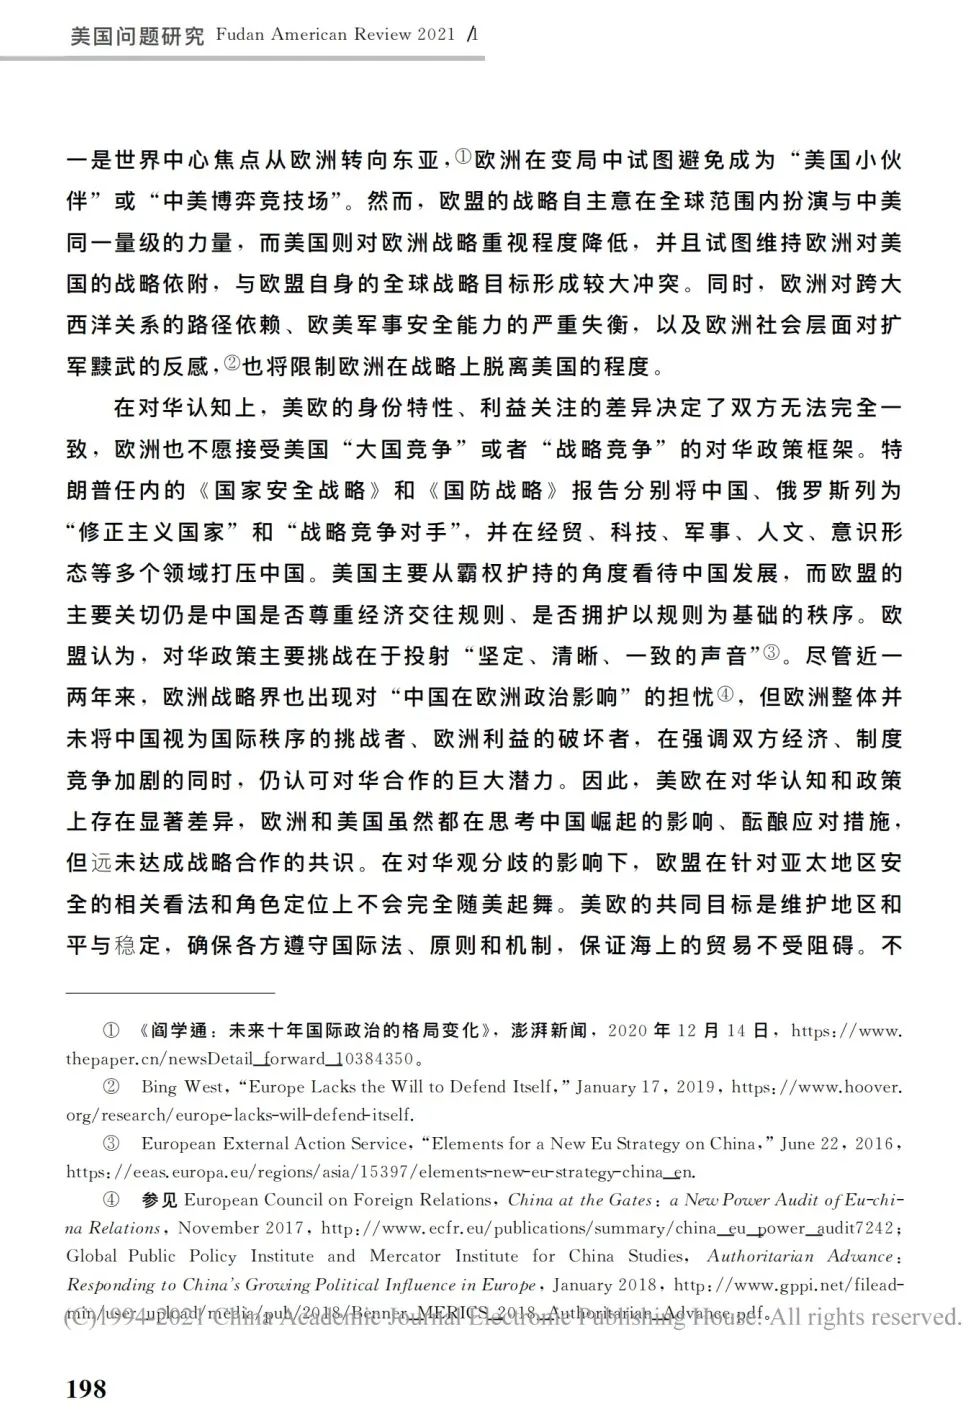 美国问题研究 Fudan American Review 2021 /1
一是世界中心焦点从欧洲转向东亚，①欧洲在变局中试图避免成为“美国小伙
伴”或“中美博弈竞技场”。然而，欧盟的战略自主意在全球范围内扮演与中美
同一量级的力量，而美国则对欧洲战略重视程度降低，并且试图维持欧洲对美
国的战略依附，与欧盟自身的全球战略目标形成较大冲突。同时，欧洲对跨大
西洋关系的路径依赖、欧美军事安全能力的严重失衡，以及欧洲社会层面对扩
军黩武的反感，②也将限制欧洲在战略上脱离美国的程度。
在对华认知上，美欧的身份特性、利益关注的差异决定了双方无法完全一
致，欧洲也不愿接受美国“大国竞争”或者“战略竞争”的对华政策框架。特
朗普任内的《国家安全战略》和《国防战略》报告分别将中国、俄罗斯列为
“修正主义国家”和“战略竞争对手”，并在经贸、科技、军事、人文、意识形
态等多个领域打压中国。美国主要从霸权护持的角度看待中国发展，而欧盟的
主要关切仍是中国是否尊重经济交往规则、是否拥护以规则为基础的秩序。欧
盟认为，对华政策主要挑战在于投射“坚定、清晰、一致的声音”③。尽管近一
两年来，欧洲战略界也出现对“中国在欧洲政治影响”的担忧④，但欧洲整体并
未将中国视为国际秩序的挑战者、欧洲利益的破坏者，在强调双方经济、制度
竞争加剧的同时，仍认可对华合作的巨大潜力。因此，美欧在对华认知和政策
上存在显著差异，欧洲和美国虽然都在思考中国崛起的影响、酝酿应对措施，
但远未达成战略合作的共识。在对华观分歧的影响下，欧盟在针对亚太地区安
全的相关看法和角色定位上不会完全随美起舞。美欧的共同目标是维护地区和
平与稳定，确保各方遵守国际法、原则和机制，保证海上的贸易不受阻碍。不
① 《阎学通：未来十年国际政治的格局变化》，澎湃新闻，2020 年 12 月 14 日，https://www.
thepaper.cn/newsDetail_forward_10384350。
② Bing West, “Europe Lacks the Will to Defend Itself,” January 17, 2019, https://www.hoover.
org/research/europe-lacks-will-defend-itself.
③ European External Action Service, “Elements for a New Eu Strategy on China,” June 22, 2016,
https://eeas.europa.eu/regions/asia/15397/elements-new-eu-strategy-china_en.
④ 参见 European Council on Foreign Relations, China at the Gates: a New Power Audit of Eu-chi-
na Relations, November 2017, http://www.ecfr.eu/publications/summary/china_eu_power_audit7242;
Global Public Policy Institute and Mercator Institute for China Studies, Authoritarian Advance:
Responding to China's Growing Political Influence in Europe, January 2018, http://www.gppi.net/filead-
min/user_upload/media/pub/2018/Benner_MERICS_2018_Authoritarian_Advance.pdf。
(C)1994-2021 China Academic Journal Electronic Publishing House. All rights reserved.
198